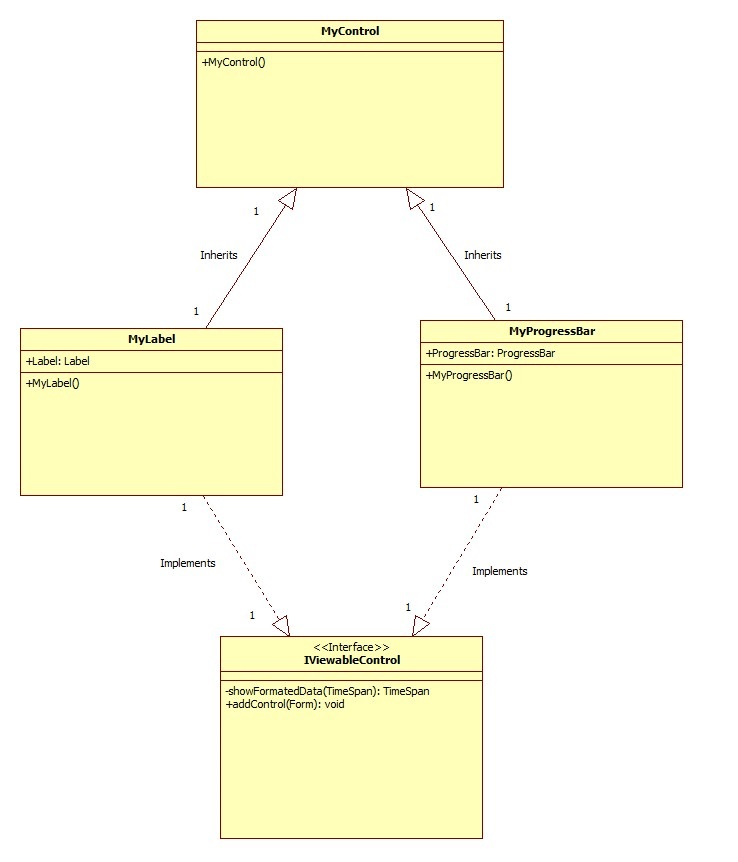 MyControl
+MyControl()
1
1
Inherits
Inherits
1
1
MyLabel
+Label: Label
+MyLabel()
MyProgressBar
+ProgressBar: ProgressBar
+MyProgressBar()
1
1
Implements
Implements
1
1
<<Interface>>
IViewableControl
-showFormatedData(TimeSpan): TimeSpan
+addControl(Form): void